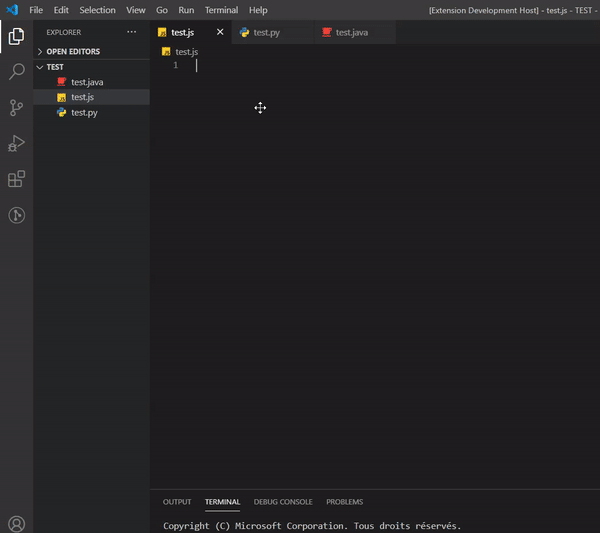 File Edit Selection View Go Run Terminal Help [Extension Development Host] - test.js - TEST -
EXPLORER ...
OPEN EDITORS
TEST
test.java
test.js
test.py
test.js test.py test.java
test.js
1
OUTPUT TERMINAL DEBUG CONSOLE PROBLEMS
Copyright (C) Microsoft Corporation. Tous droits réservés.